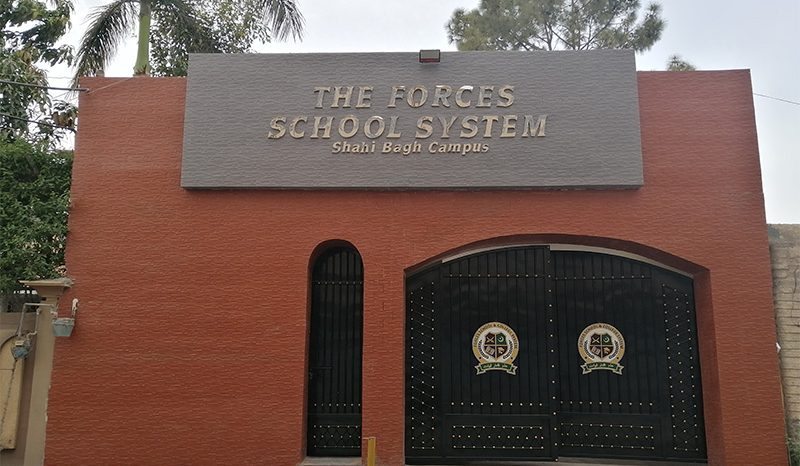 THE FORCES
SCHOOL SYSTEM
Shahi Bagh Campus